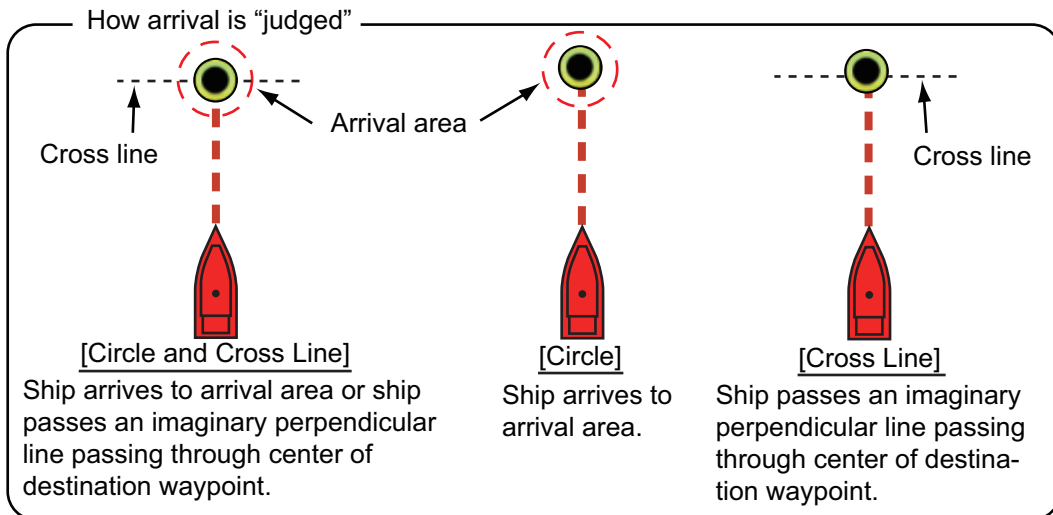 How arrival is “judged”
Cross line
Arrival area
Cross line
[Circle and Cross Line]
Ship arrives to arrival area or ship
passes an imaginary perpendicular
line passing through center of
destination waypoint.
[Circle]
Ship arrives to
arrival area.
[Cross Line]
Ship passes an imaginary
perpendicular line passing
through center of destina-
tion waypoint.